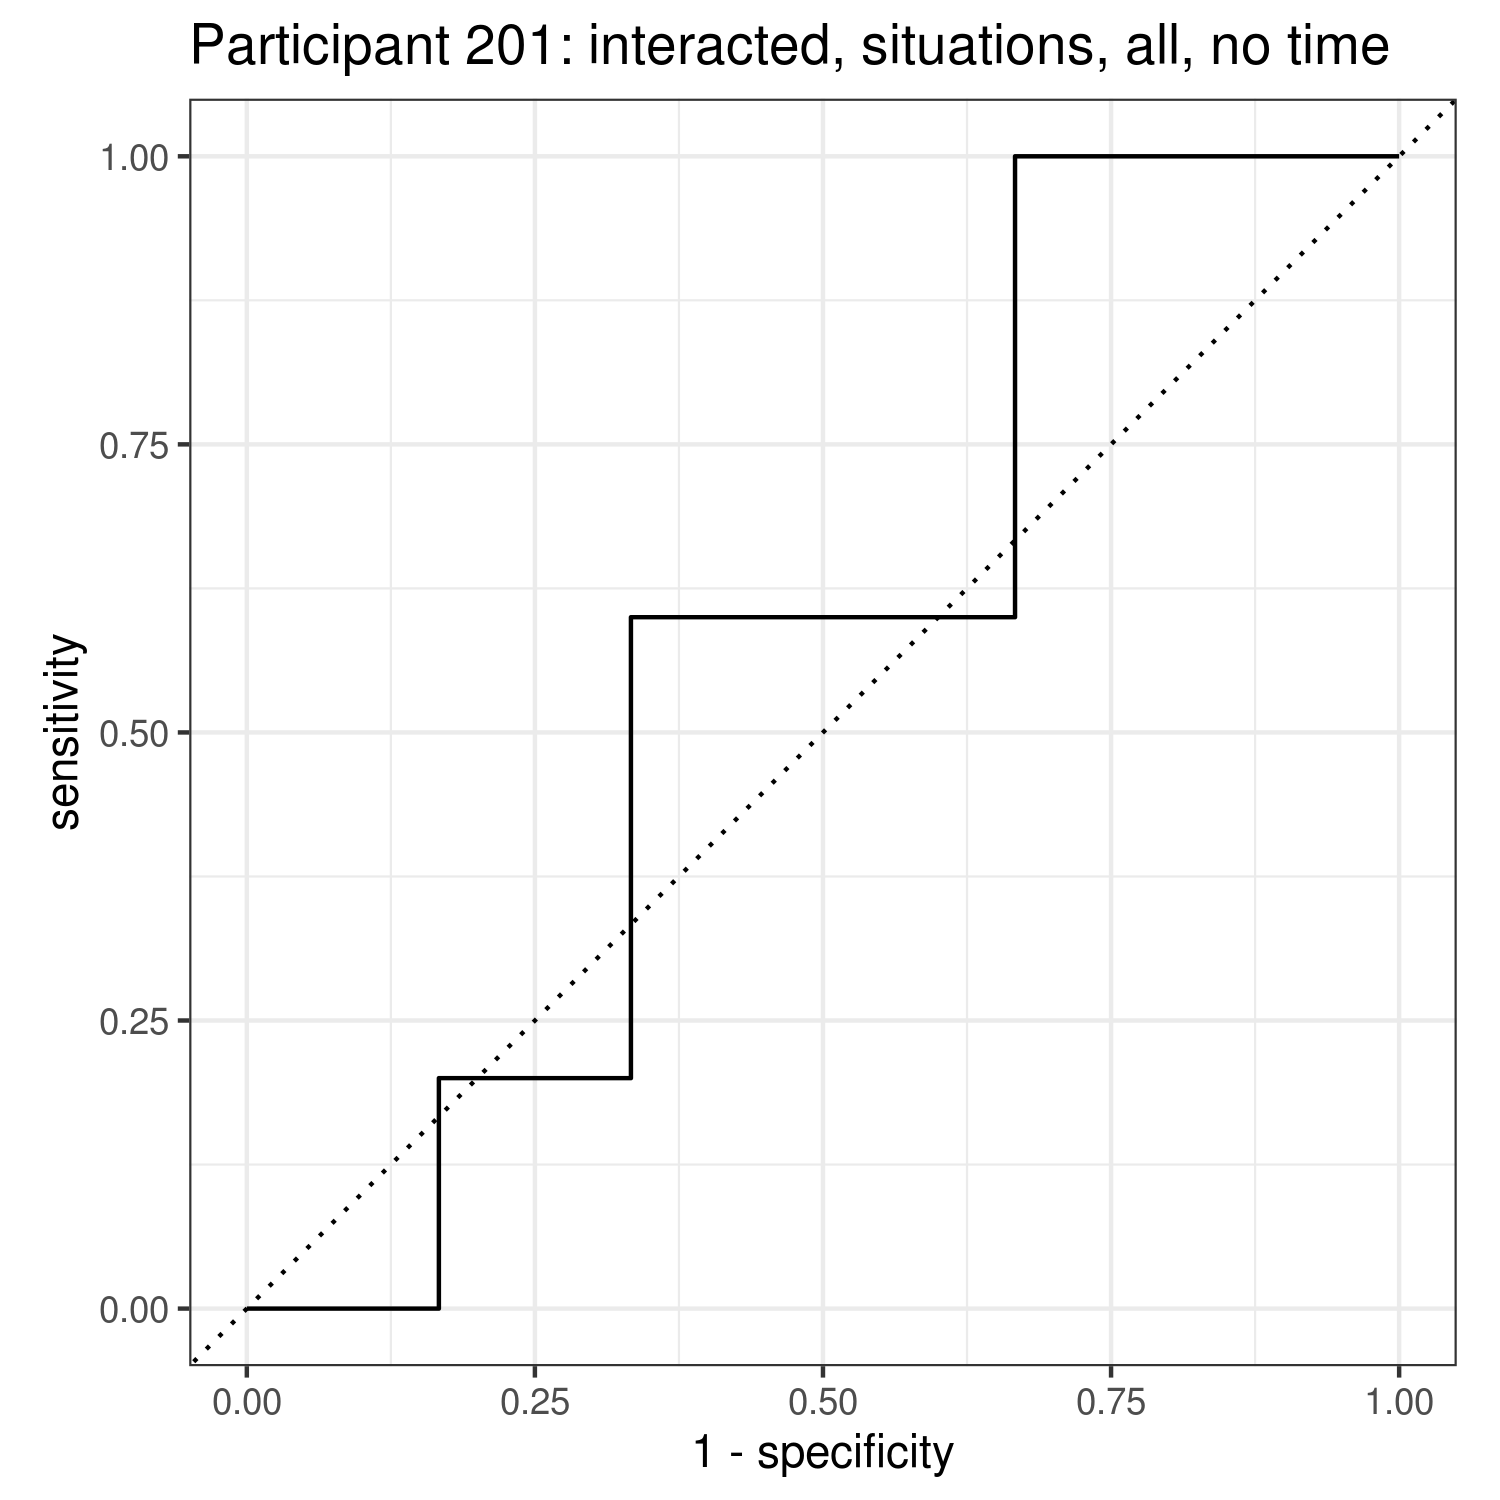 Participant 201: interacted, situations, all, no time
1.00
0.75
0.50
0.25
0.00
sensitivity
0.00 0.25 0.50 0.75 1.00
1 - specificity